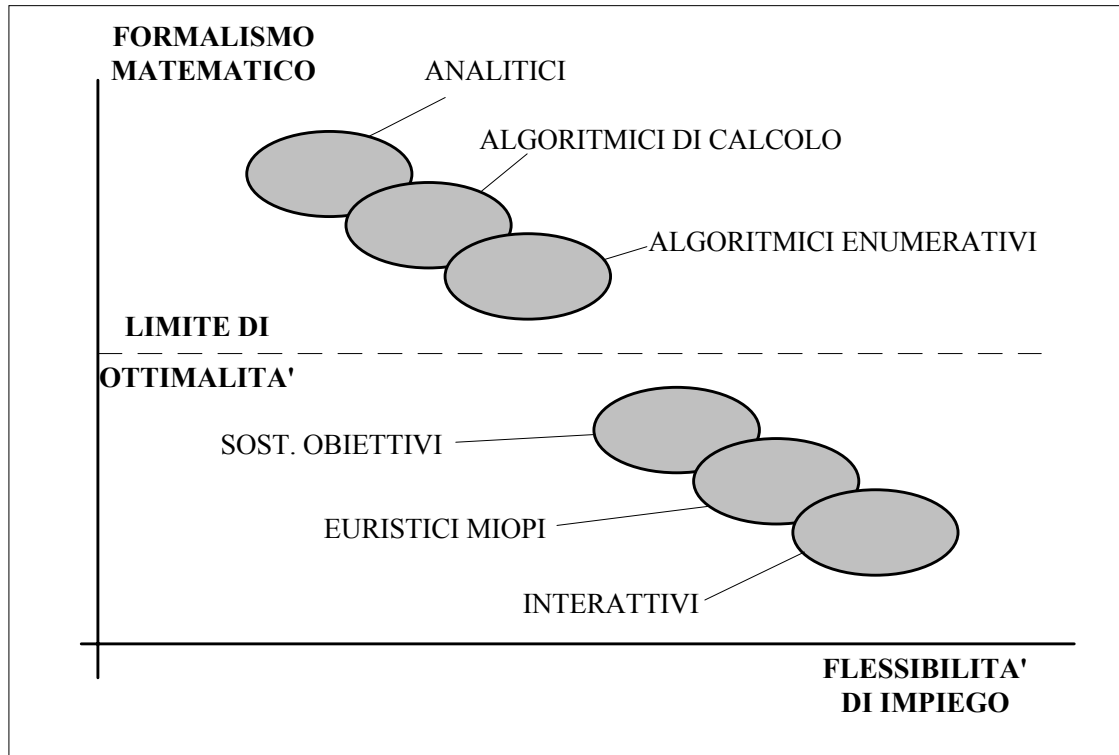 FORMALISMO
MATEMATICO
ANALITICI
ALGORITMICI DI CALCOLO
ALGORITMICI ENUMERATIVI
LIMITE DI
OTTIMALITA'
SOST. OBIETTIVI
EURISTICI MIOPI
INTERATTIVI
FLESSIBILITA'
DI IMPIEGO